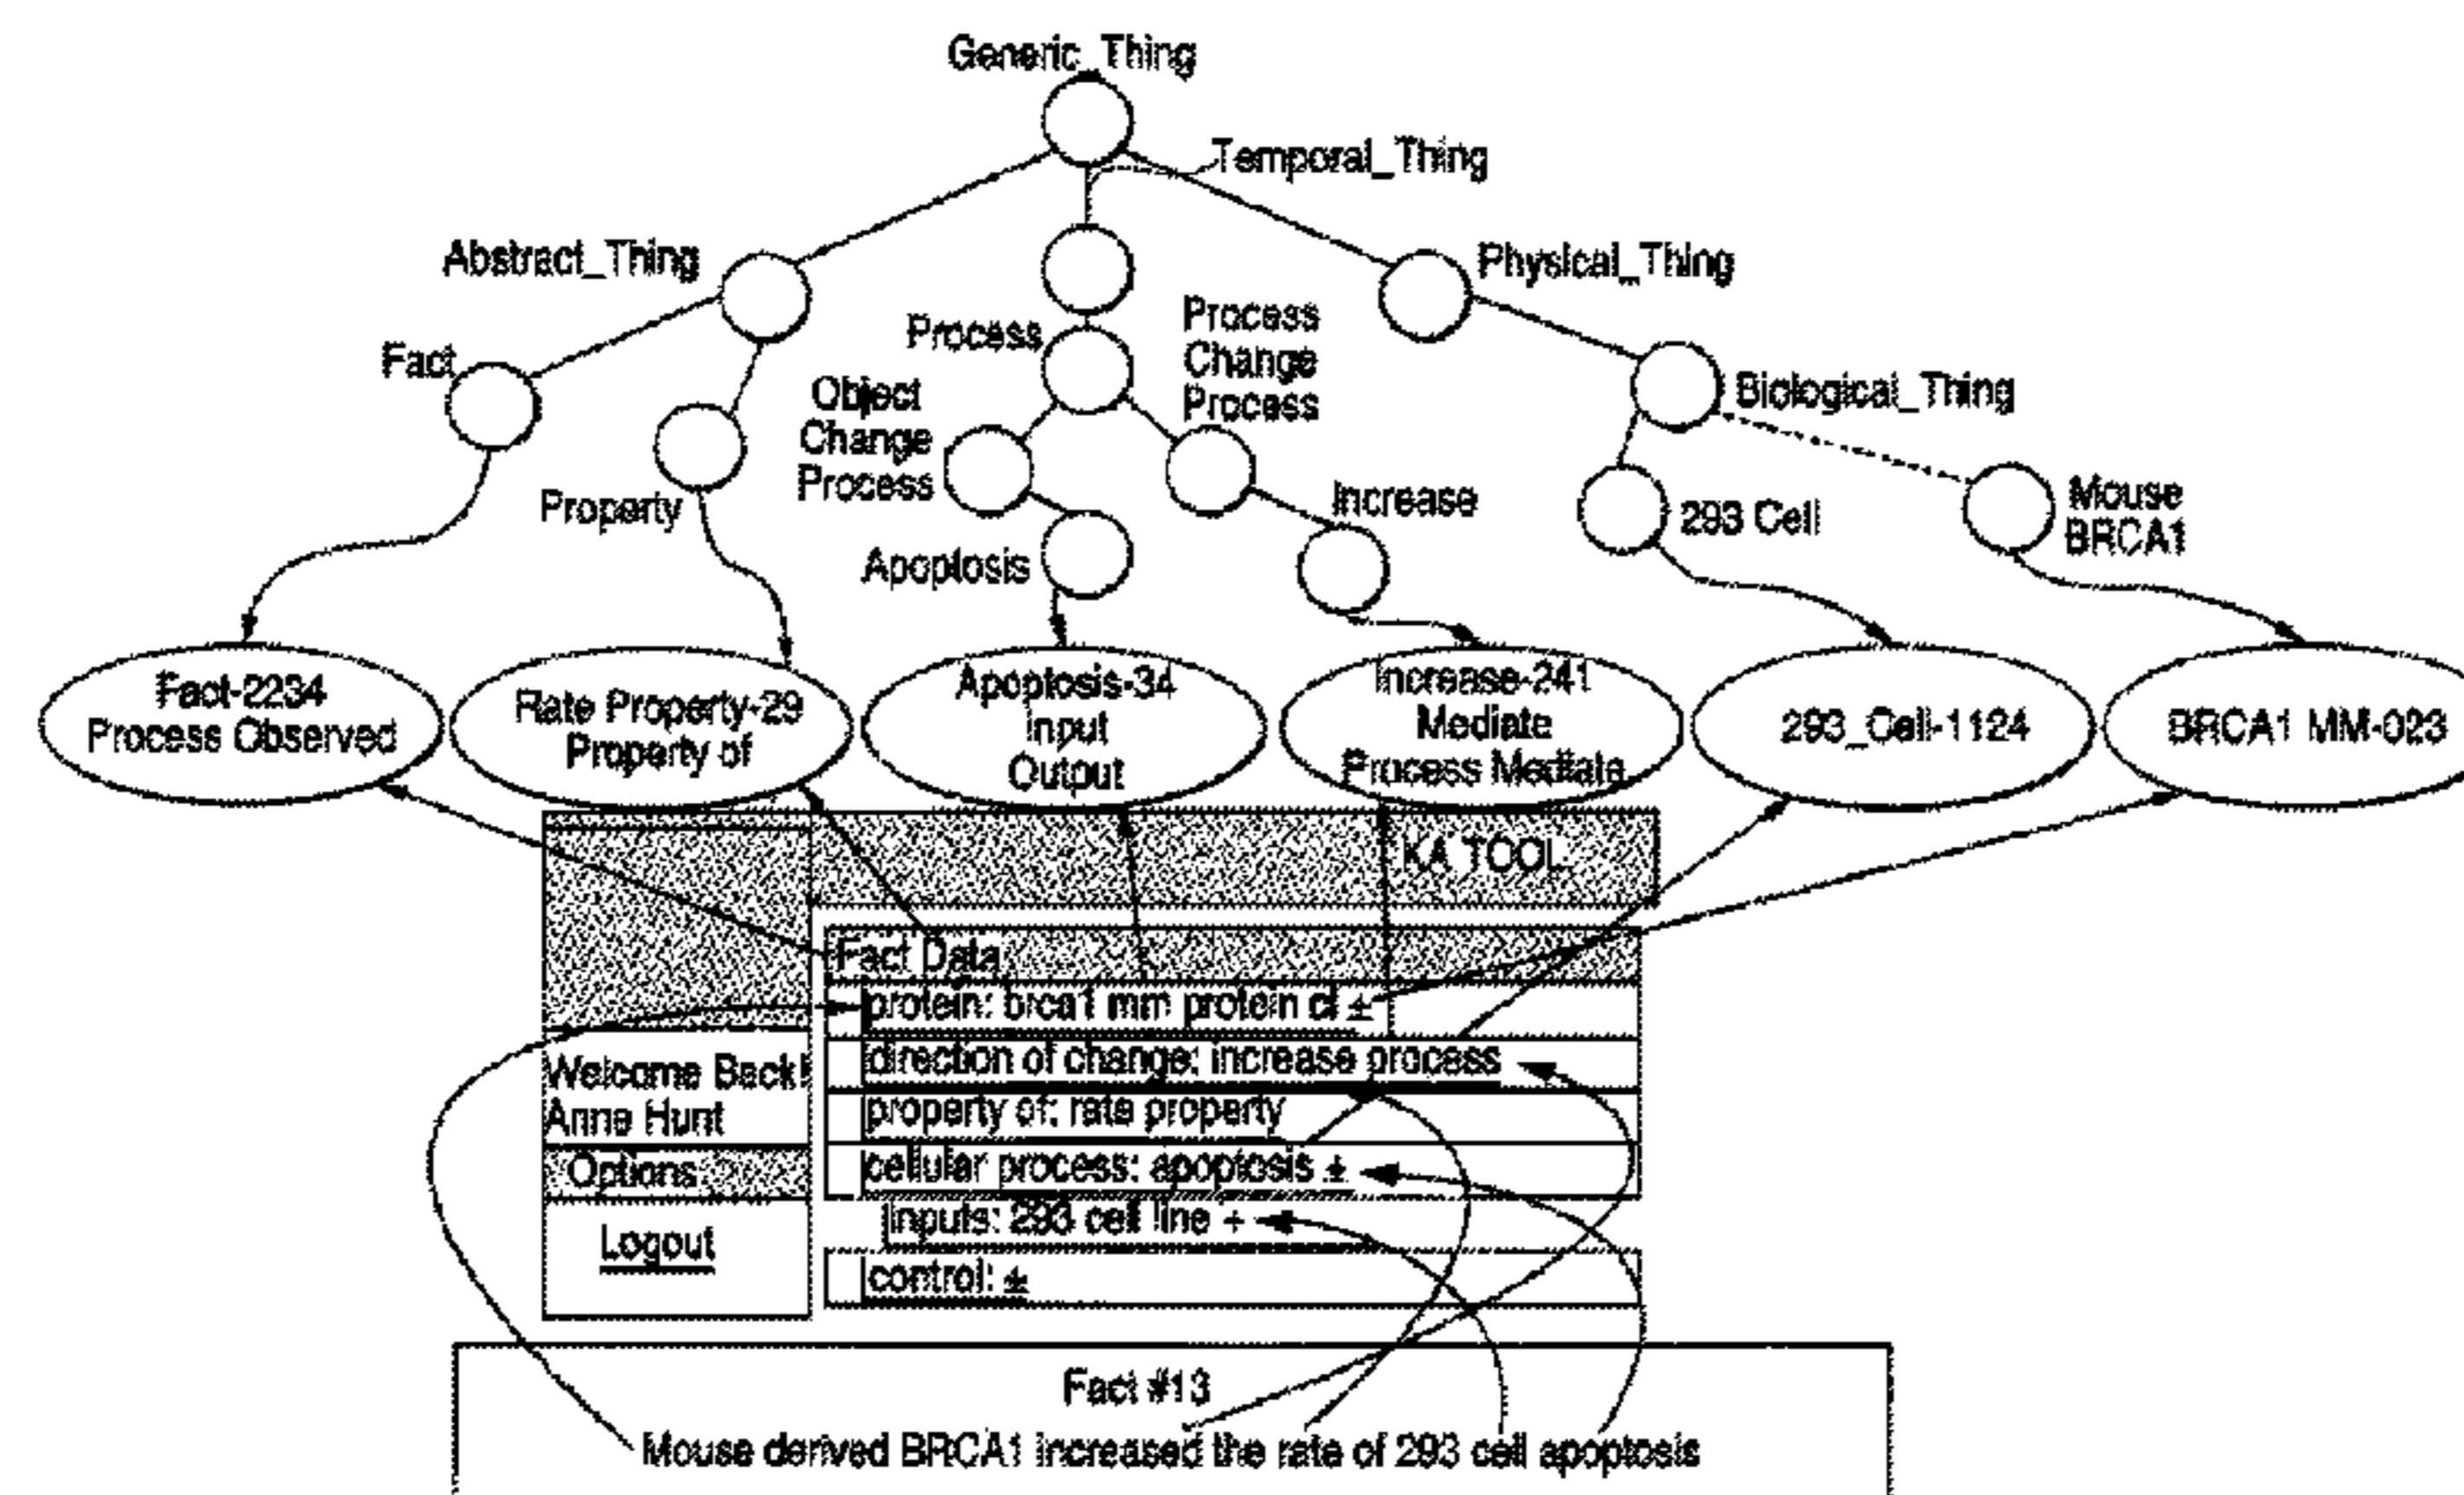 Generic_Thing
Temporal_Thing
Abstract_Thing
Physical_Thing
Process
Process
Change
Process
Fact
Object
Change
Process
Biological_Thing
Property
Increase
293 Cell
Mouse
BRCA1
Apoptosis
Fact-2234
Process Observed
Rate Property-29
Property of
Apoptosis-34
Input
Output
Increase-241
Mediate
Process Mediate
293_Cell-1124
BRCA1 MM-023
KA TOOL
Fact Data
protein: brca1 mm protein cl ±
direction of change: increase process
Welcome Back!
Anne Hunt
property of: rate property
Options
cellular process: apoptosis ±
inputs: 293 cell line +
Logout
control: ±
Fact #13
Mouse derived BRCA1 increased the rate of 293 cell apoptosis